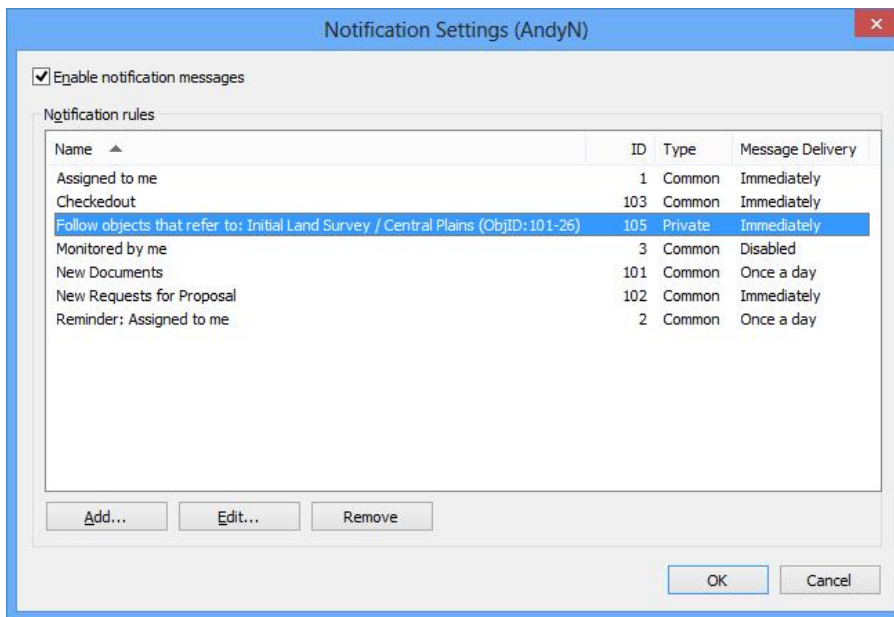 Notification Settings (AndyN)
Enable notification messages
Notification rules
Name ID Type Message Delivery
Assigned to me 1 Common Immediately
Checkedout 103 Common Immediately
Follow objects that refer to: Initial Land Survey / Central Plains (ObjID:101-26) 105 Private Immediately
Monitored by me 3 Common Disabled
New Documents 101 Common Once a day
New Requests for Proposal 102 Common Immediately
Reminder: Assigned to me 2 Common Once a day
Add... Edit... Remove
OK Cancel